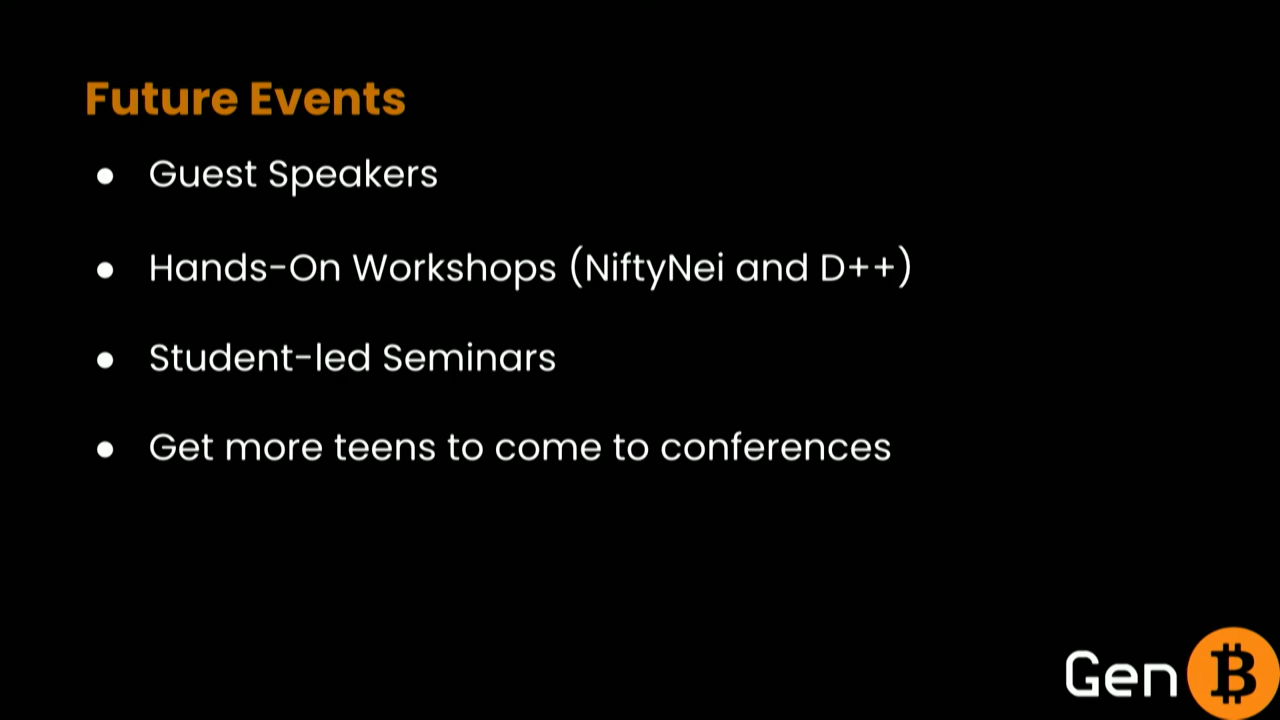 Future Events
● Guest Speakers
● Hands-On Workshops (NiftyNei and D++)
● Student-led Seminars
● Get more teens to come to conferences
Gen ₿